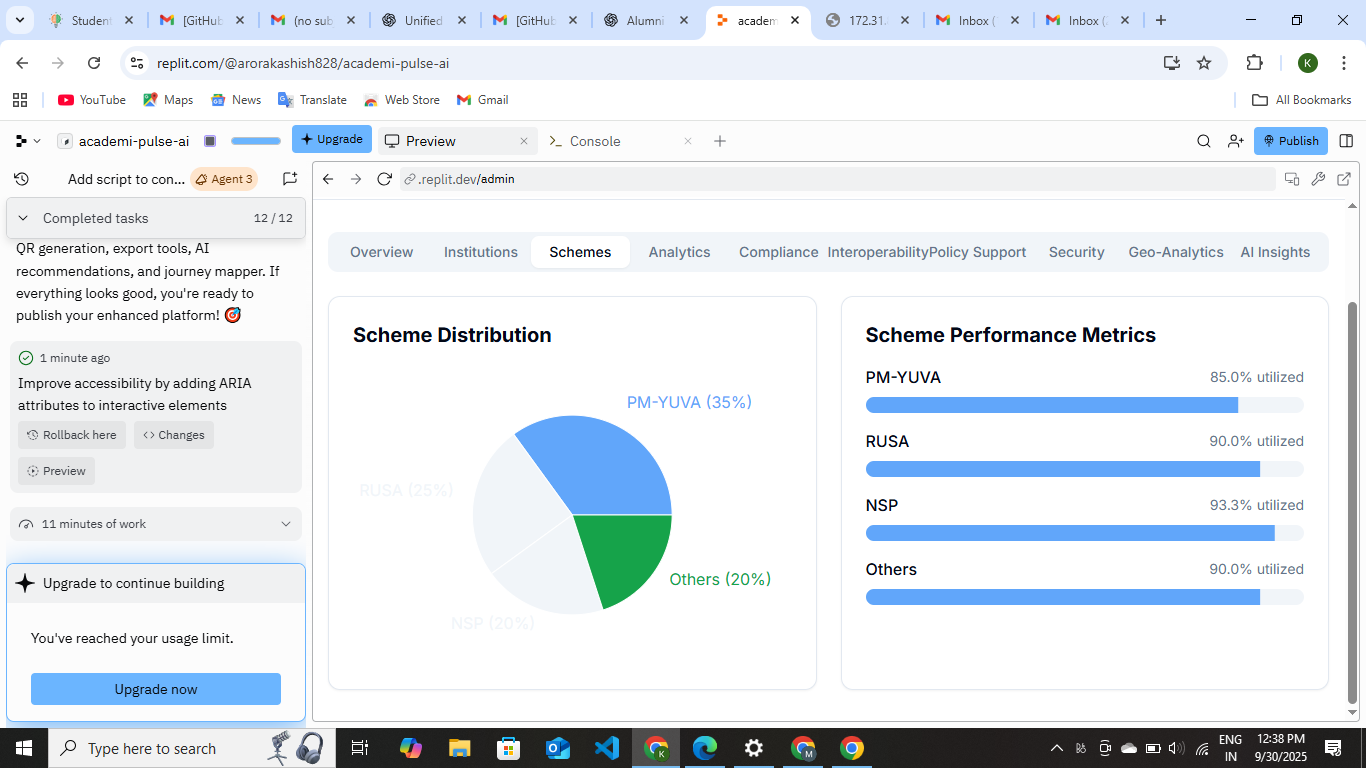 Student
[GitHub
(no sub
Unified
[GitHub
Alumni
academ
172.31.
Inbox (
Inbox (2
replit.com/@arorakashish828/academi-pulse-ai
K
YouTube
Maps
News
Translate
Web Store
Gmail
All Bookmarks
academi-pulse-ai
Upgrade
Preview
Console
Publish
Add script to con...
Agent 3
.replit.dev/admin
Completed tasks
12 / 12
QR generation, export tools, AI
recommendations, and journey mapper. If
everything looks good, you're ready to
publish your enhanced platform! 🎯
1 minute ago
Improve accessibility by adding ARIA
attributes to interactive elements
Rollback here
Changes
Preview
11 minutes of work
Upgrade to continue building
You've reached your usage limit.
Upgrade now
Overview
Institutions
Schemes
Analytics
Compliance
Interoperability
Policy Support
Security
Geo-Analytics
AI Insights
Scheme Distribution
PM-YUVA (35%)
RUSA (25%)
NSP (20%)
Others (20%)
Scheme Performance Metrics
PM-YUVA
85.0% utilized
RUSA
90.0% utilized
NSP
93.3% utilized
Others
90.0% utilized
Type here to search
ENG
IN
12:38 PM
9/30/2025